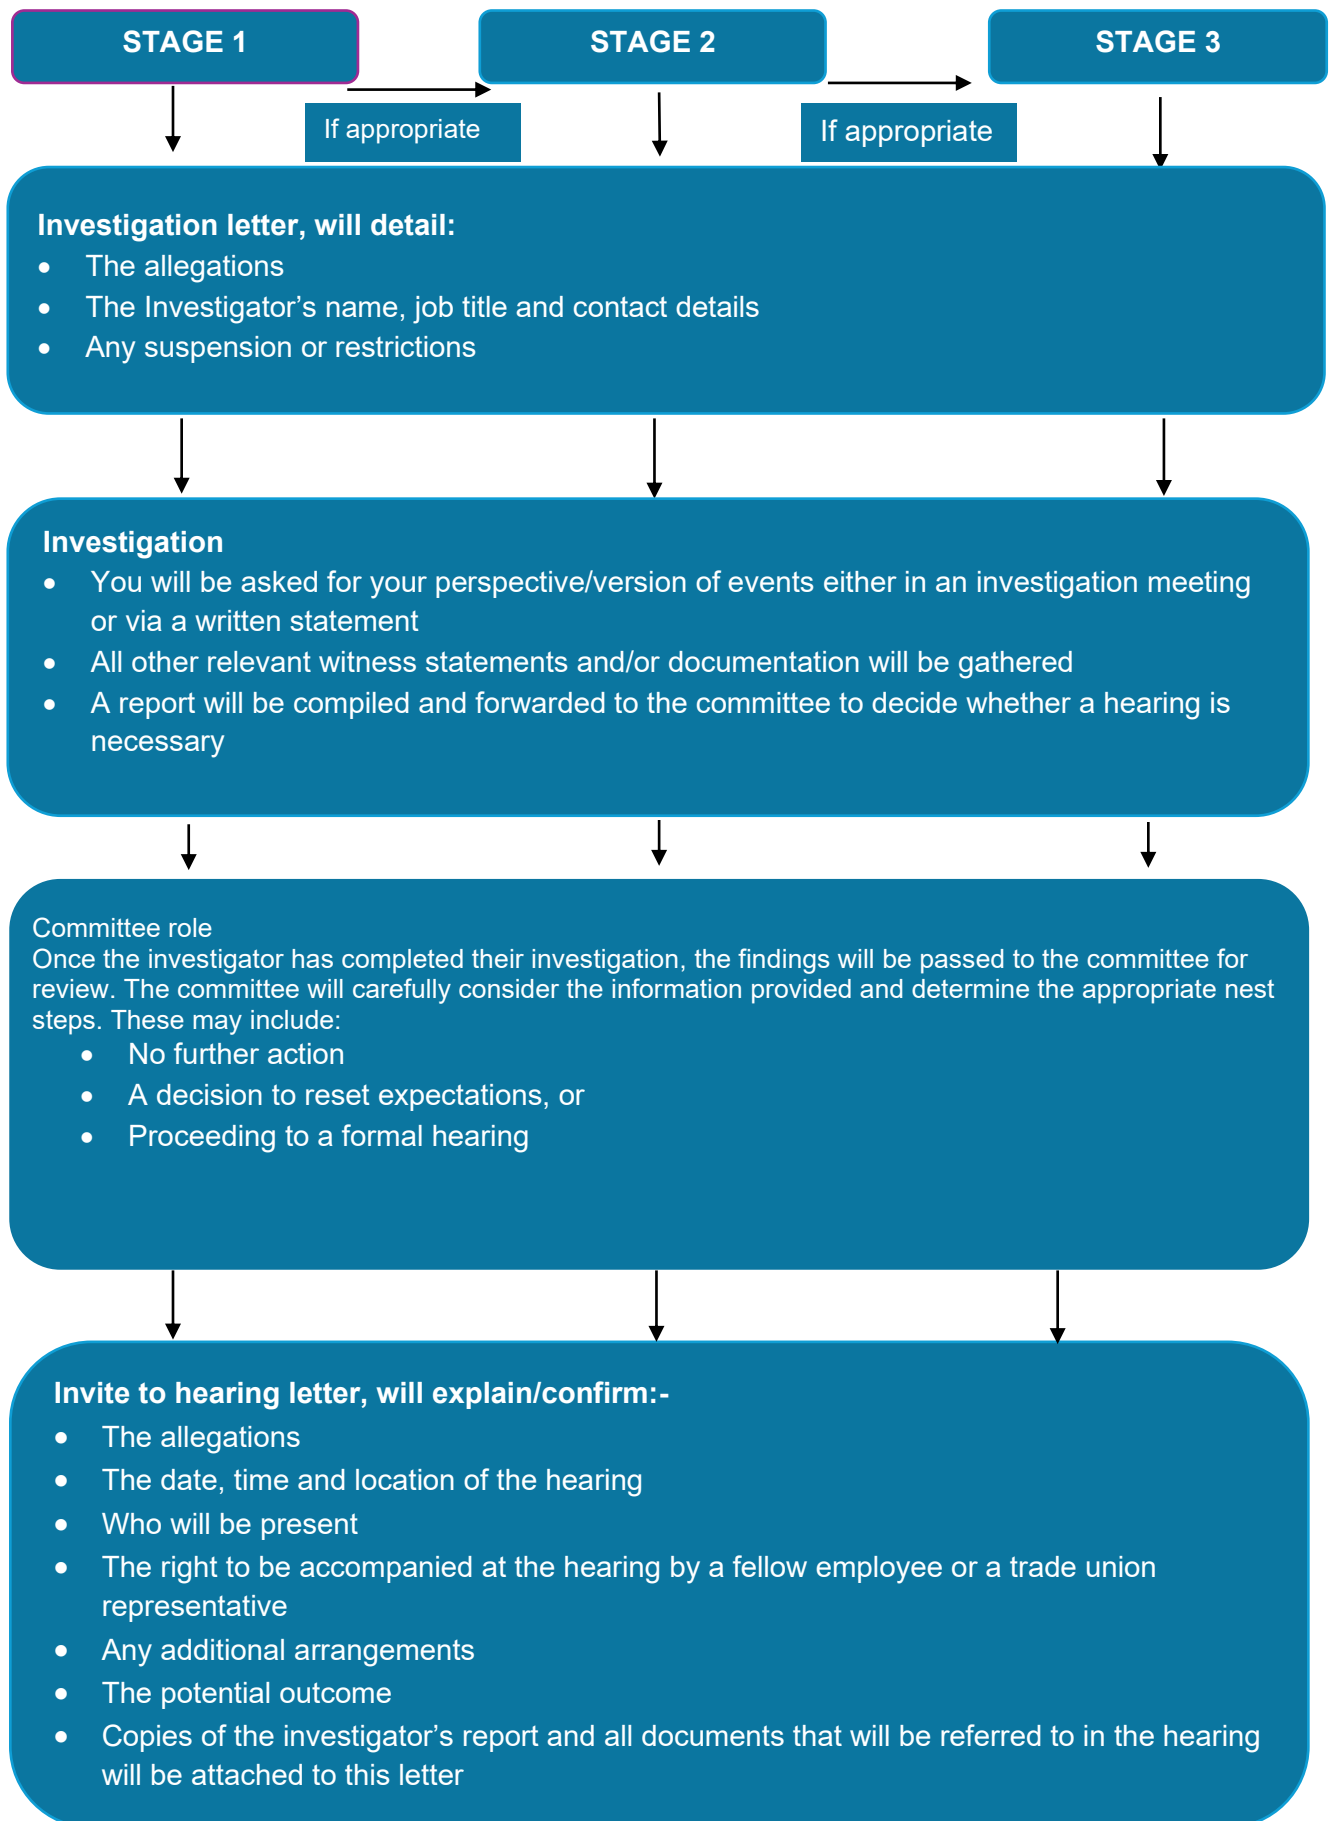 STAGE 1
STAGE 2
STAGE 3
If appropriate
If appropriate
Investigation letter, will detail:
• The allegations
• The Investigator’s name, job title and contact details
• Any suspension or restrictions
Investigation
• You will be asked for your perspective/version of events either in an investigation meeting
or via a written statement
• All other relevant witness statements and/or documentation will be gathered
• A report will be compiled and forwarded to the committee to decide whether a hearing is
necessary
Committee role
Once the investigator has completed their investigation, the findings will be passed to the committee for
review. The committee will carefully consider the information provided and determine the appropriate nest
steps. These may include:
• No further action
• A decision to reset expectations, or
• Proceeding to a formal hearing
Invite to hearing letter, will explain/confirm:-
• The allegations
• The date, time and location of the hearing
• Who will be present
• The right to be accompanied at the hearing by a fellow employee or a trade union
representative
• Any additional arrangements
• The potential outcome
• Copies of the investigator’s report and all documents that will be referred to in the hearing
will be attached to this letter